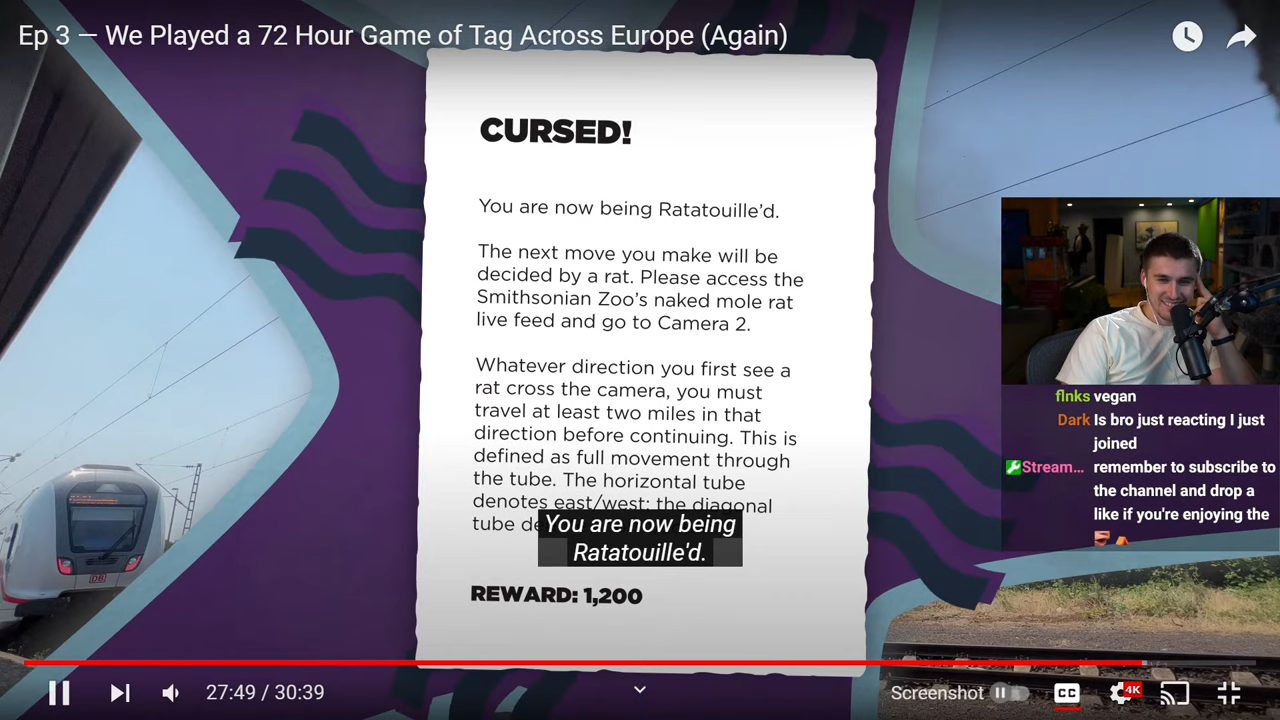 Ep 3 — We Played a 72 Hour Game of Tag Across Europe (Again)
CURSED!
You are now being Ratatouille'd.
The next move you make will be
decided by a rat. Please access the
Smithsonian Zoo's naked mole rat
live feed and go to Camera 2.
Whatever direction you first see a
rat cross the camera, you must
travel at least two miles in that
direction before continuing. This is
defined as full movement through
the tube. The horizontal tube
denotes east/west; the diagonal
tube de
You are now being
Ratatouille'd.
REWARD: 1,200
flnks vegan
Dark Is bro just reacting I just
joined
Stream… remember to subscribe to
the channel and drop a
like if you're enjoying the
DB
27:49 / 30:39
Screenshot
CC
4K